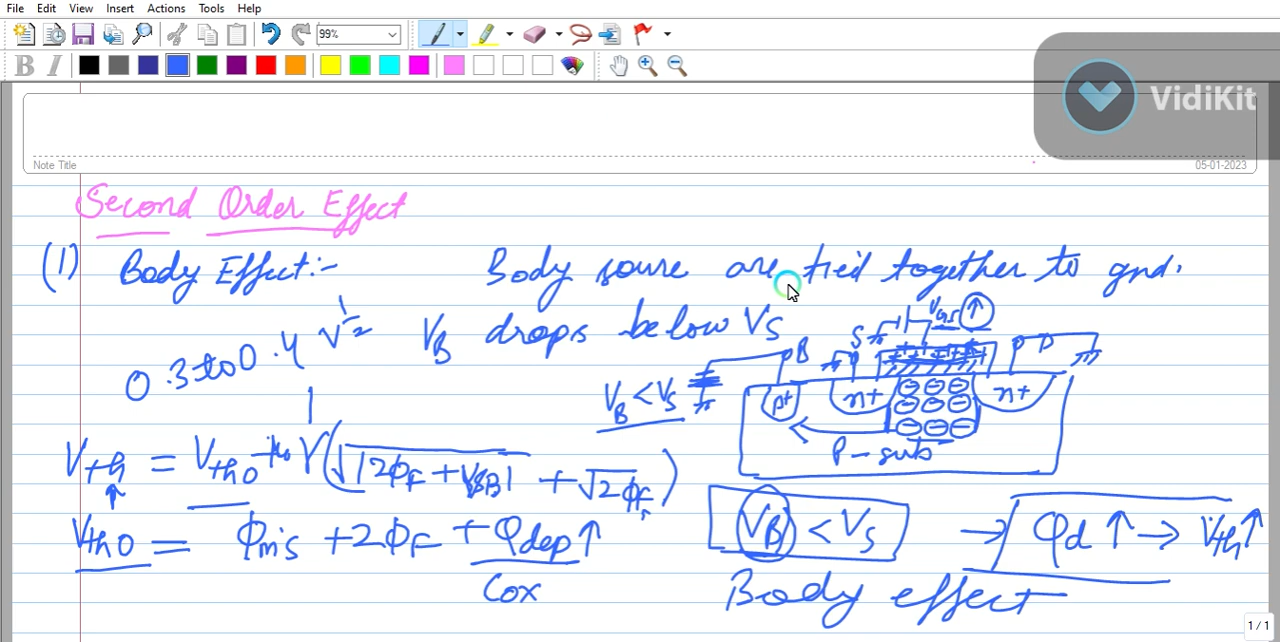 File Edit View Insert Actions Tools Help
99%
B I
VidiKit
Note Title
05-01-2023
Second Order Effect
(1) Body Effect:- Body soure are tied together to gnd.
0.3 to 0.4 V^1/2 VB drops below VS
VGS ↑
S B D
VB < VS p+ n+ n+
P-sub
Vth = Vth0 + γ(√|2φF + VSB| + √2φF)
Vth0 = φms + 2φF + Qdep↑/Cox VB < VS → Qd ↑ → Vth ↑
Body effect
1 / 1